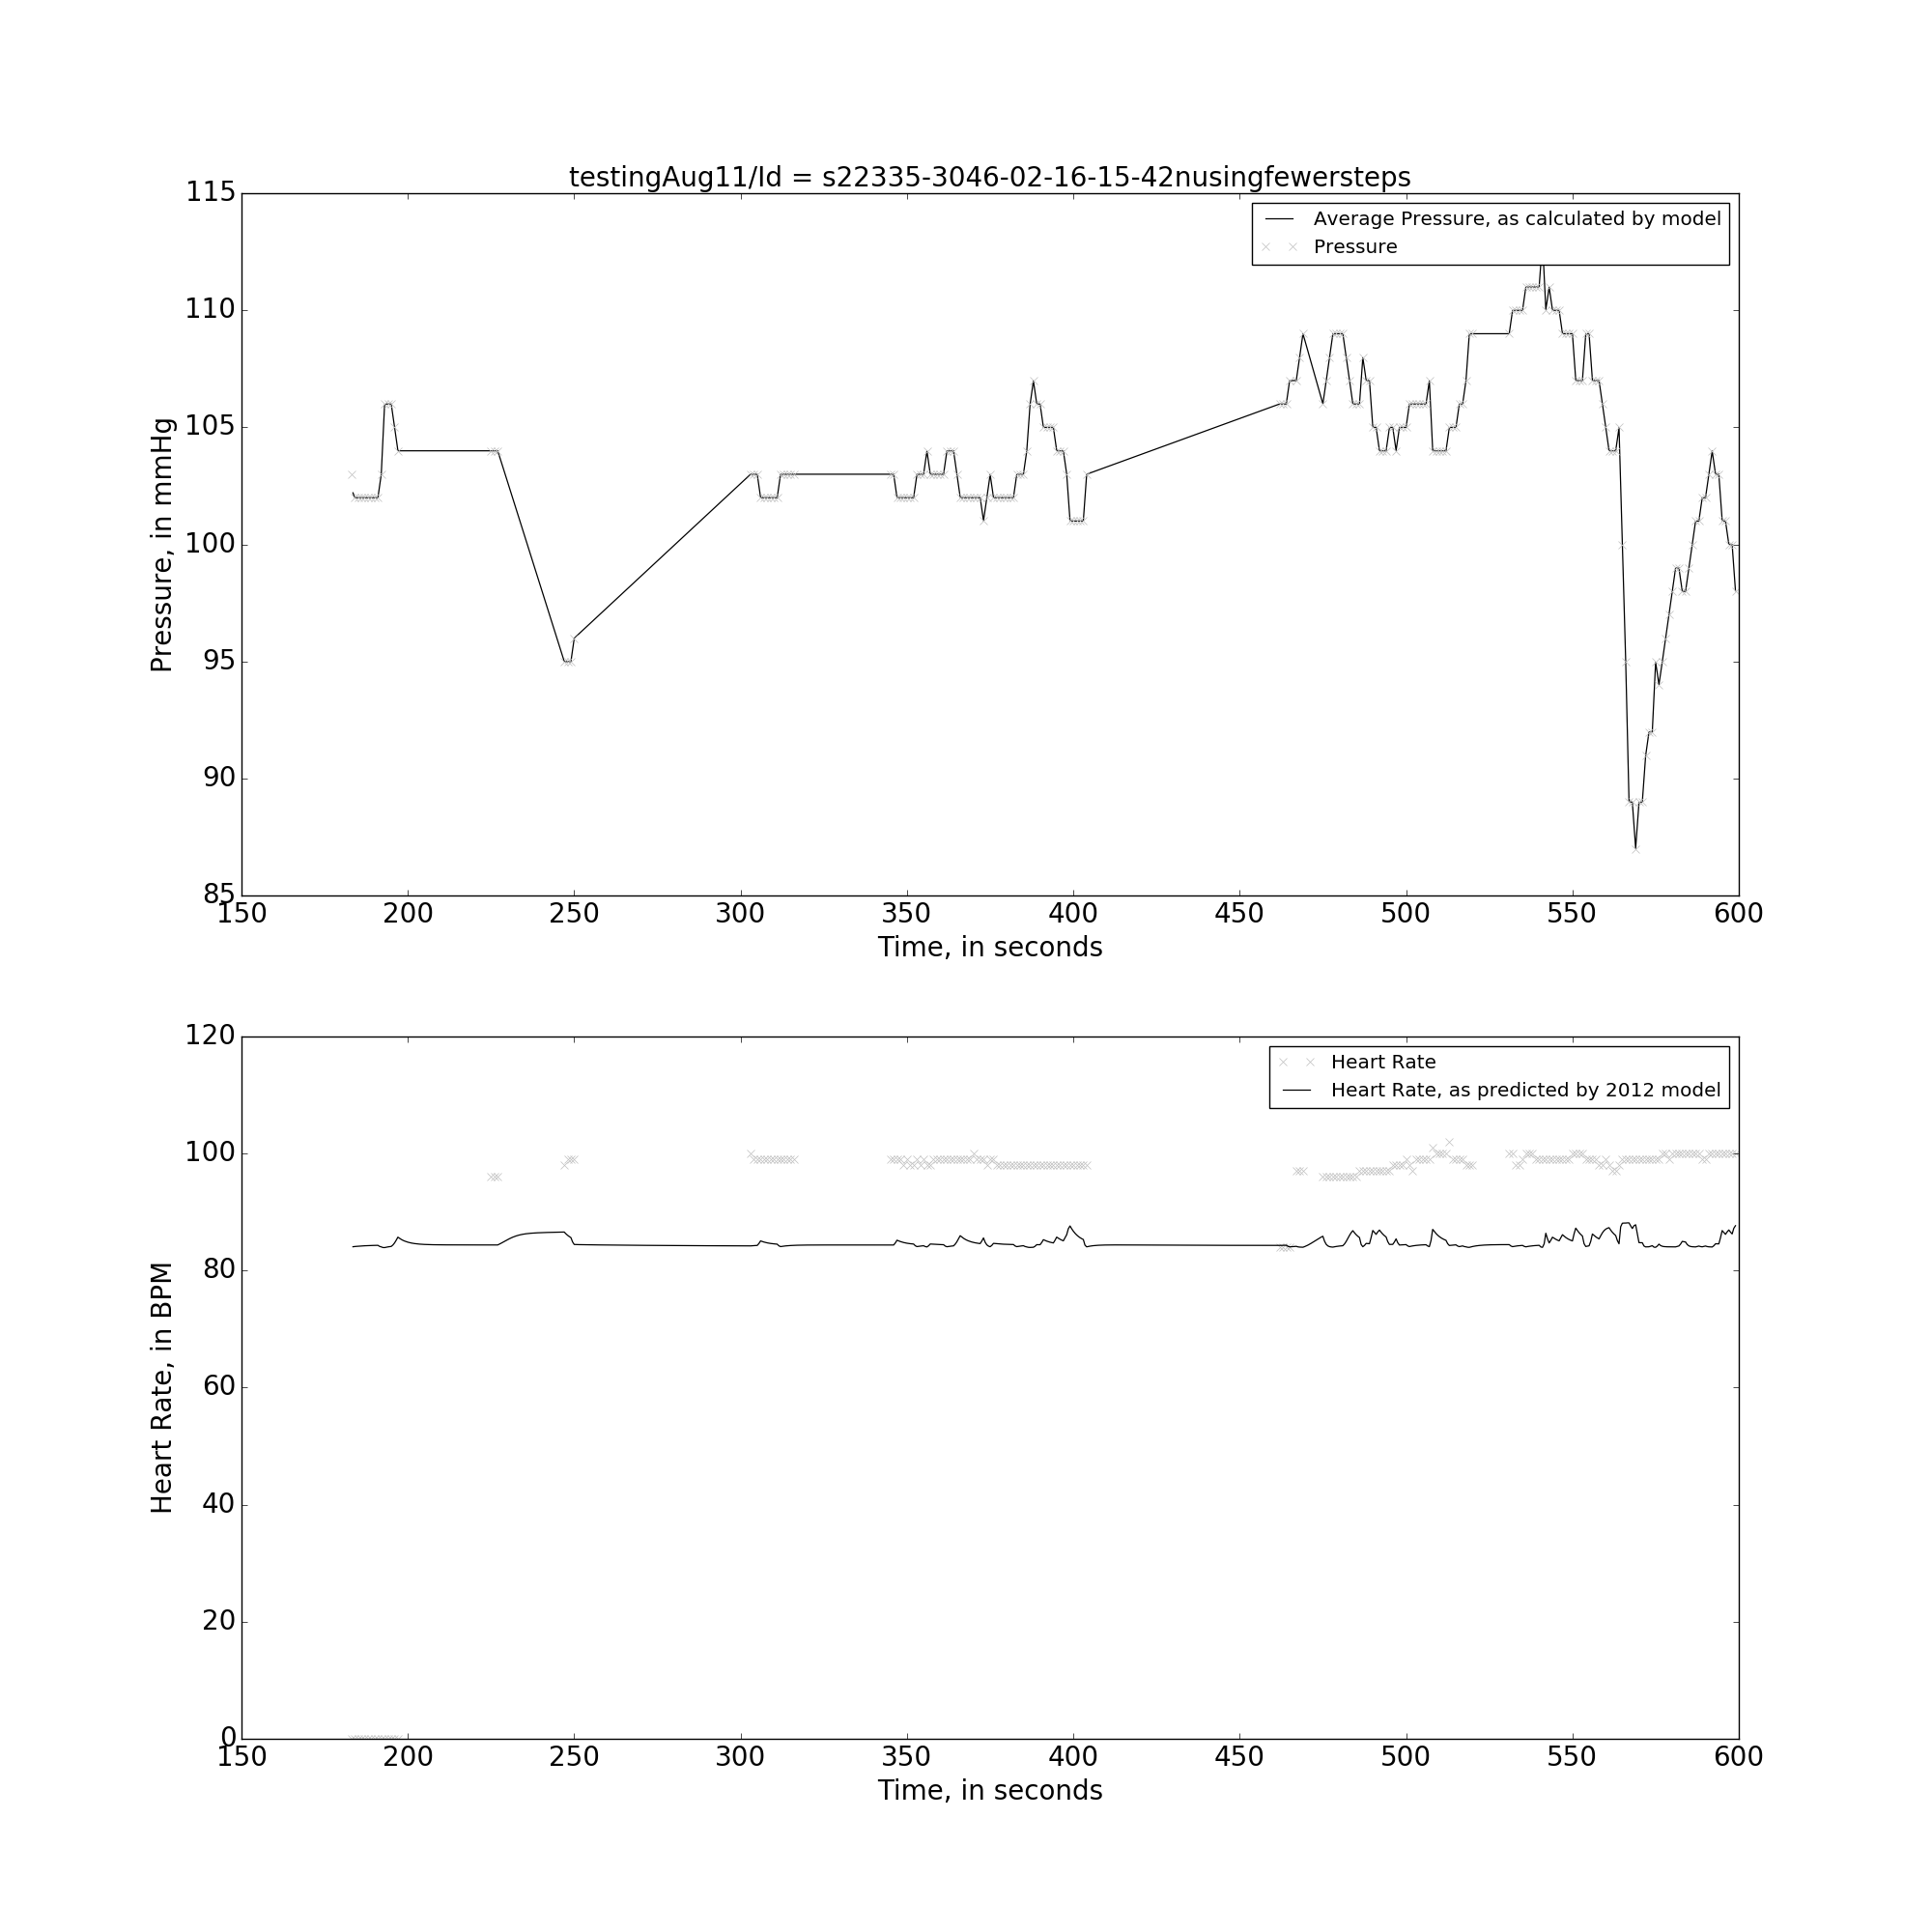 testingAug11/Id = s22335-3046-02-16-15-42nusingfewersteps
115
110
105
100
95
90
85
Pressure, in mmHg
Average Pressure, as calculated by model
Pressure
150 200 250 300 350 400 450 500 550 600
Time, in seconds
120
100
80
60
40
20
0
Heart Rate, in BPM
Heart Rate
Heart Rate, as predicted by 2012 model
150 200 250 300 350 400 450 500 550 600
Time, in seconds